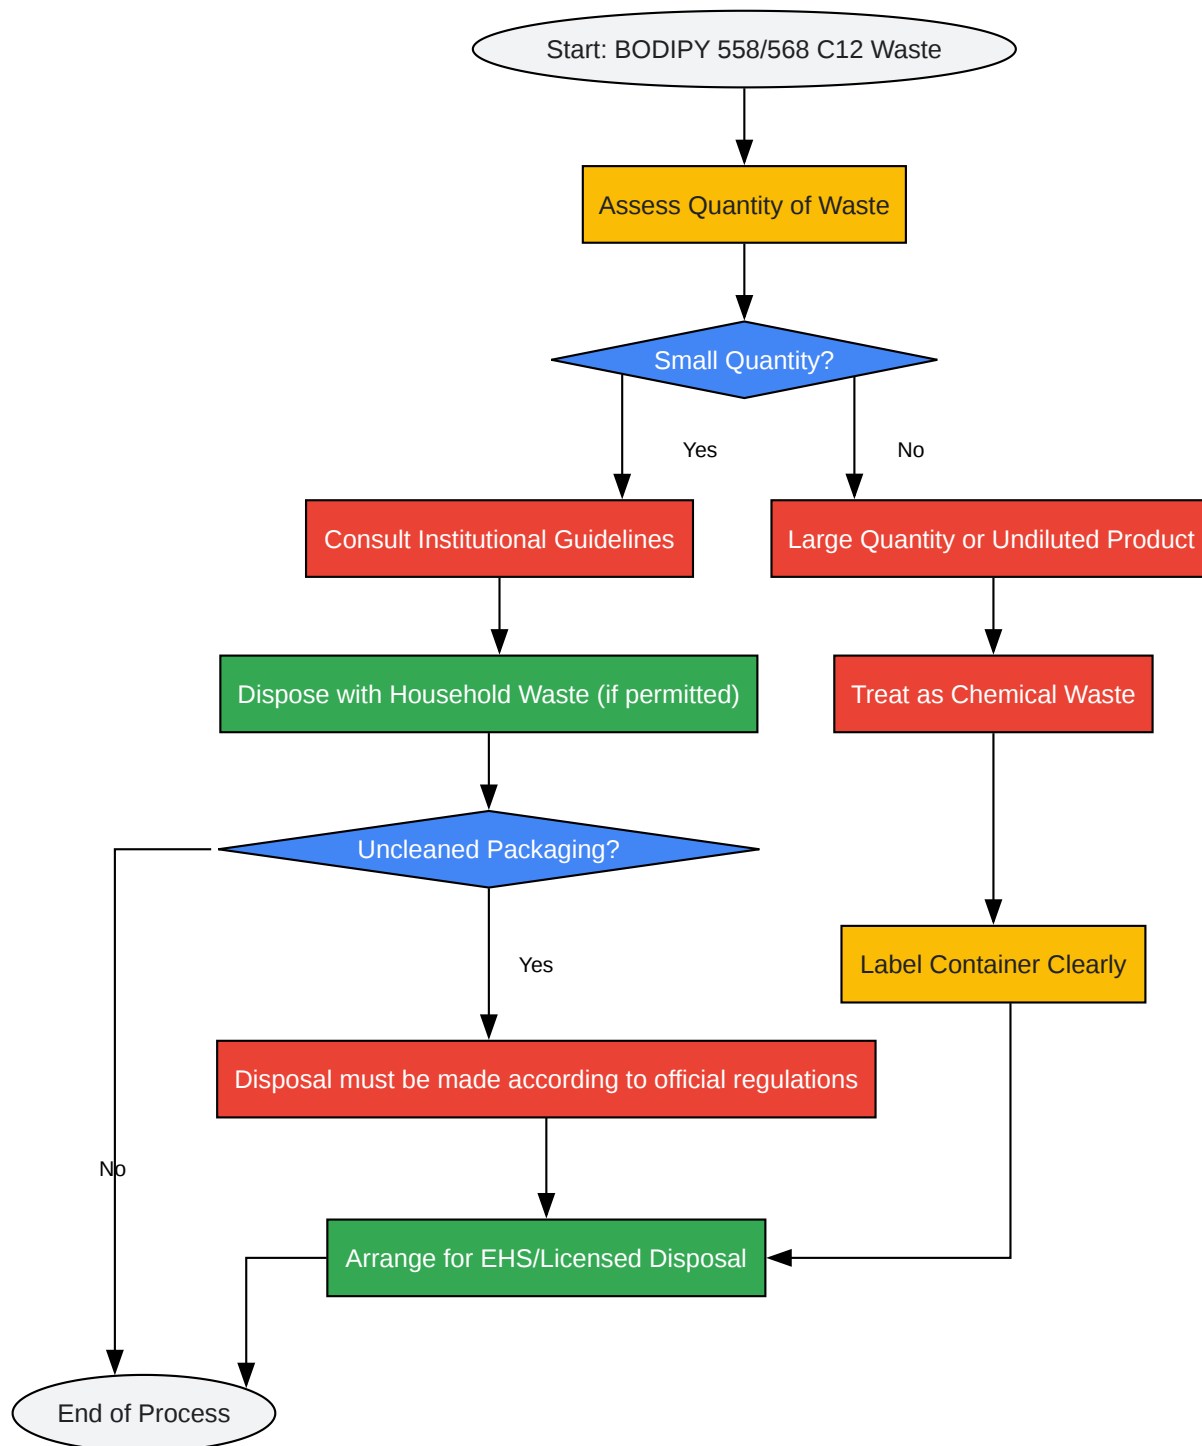 Start: BODIPY 558/568 C12 Waste
Assess Quantity of Waste
Small Quantity?
Yes
No
Consult Institutional Guidelines
Large Quantity or Undiluted Product
Dispose with Household Waste (if permitted)
Treat as Chemical Waste
Uncleaned Packaging?
Yes
Label Container Clearly
Disposal must be made according to official regulations
No
Arrange for EHS/Licensed Disposal
End of Process